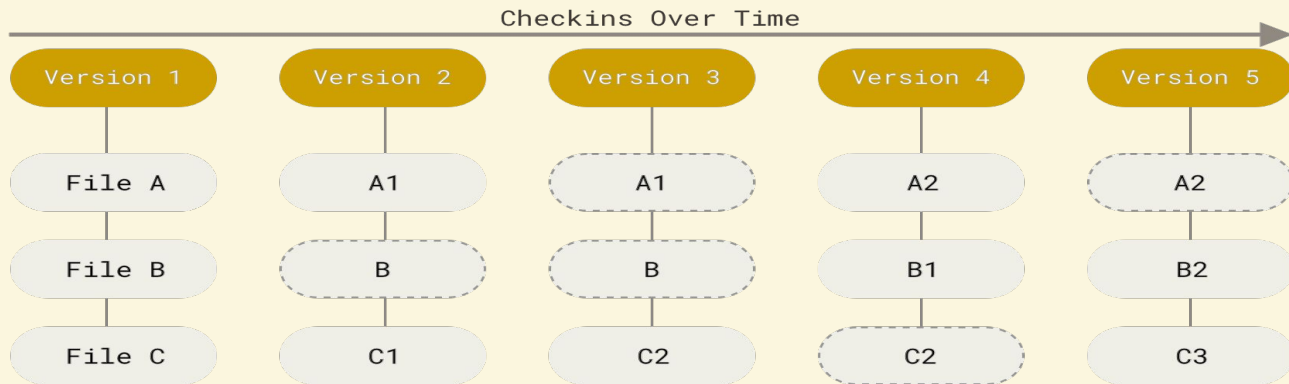 Checkins Over Time
Version 1 Version 2 Version 3 Version 4 Version 5
File A A1 A1 A2 A2
File B B B B1 B2
File C C1 C2 C2 C3